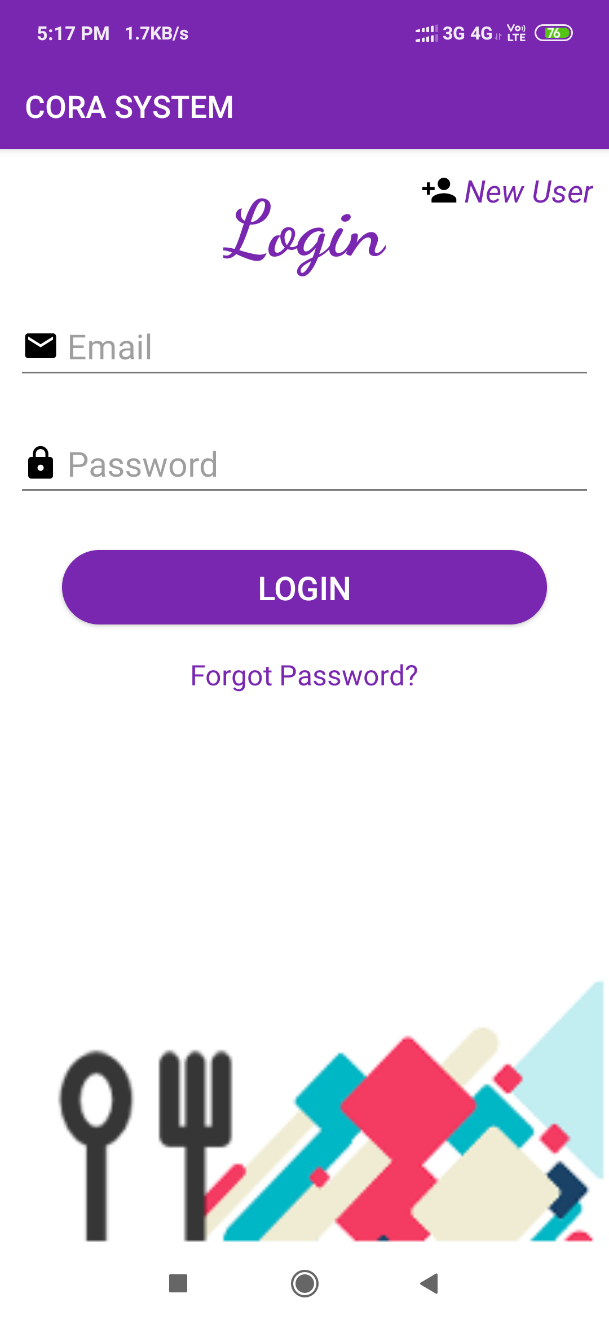 5:17 PM 1.7KB/s 3G 4G Vo) LTE 76
CORA SYSTEM
New User
Login
Email
Password
LOGIN
Forgot Password?